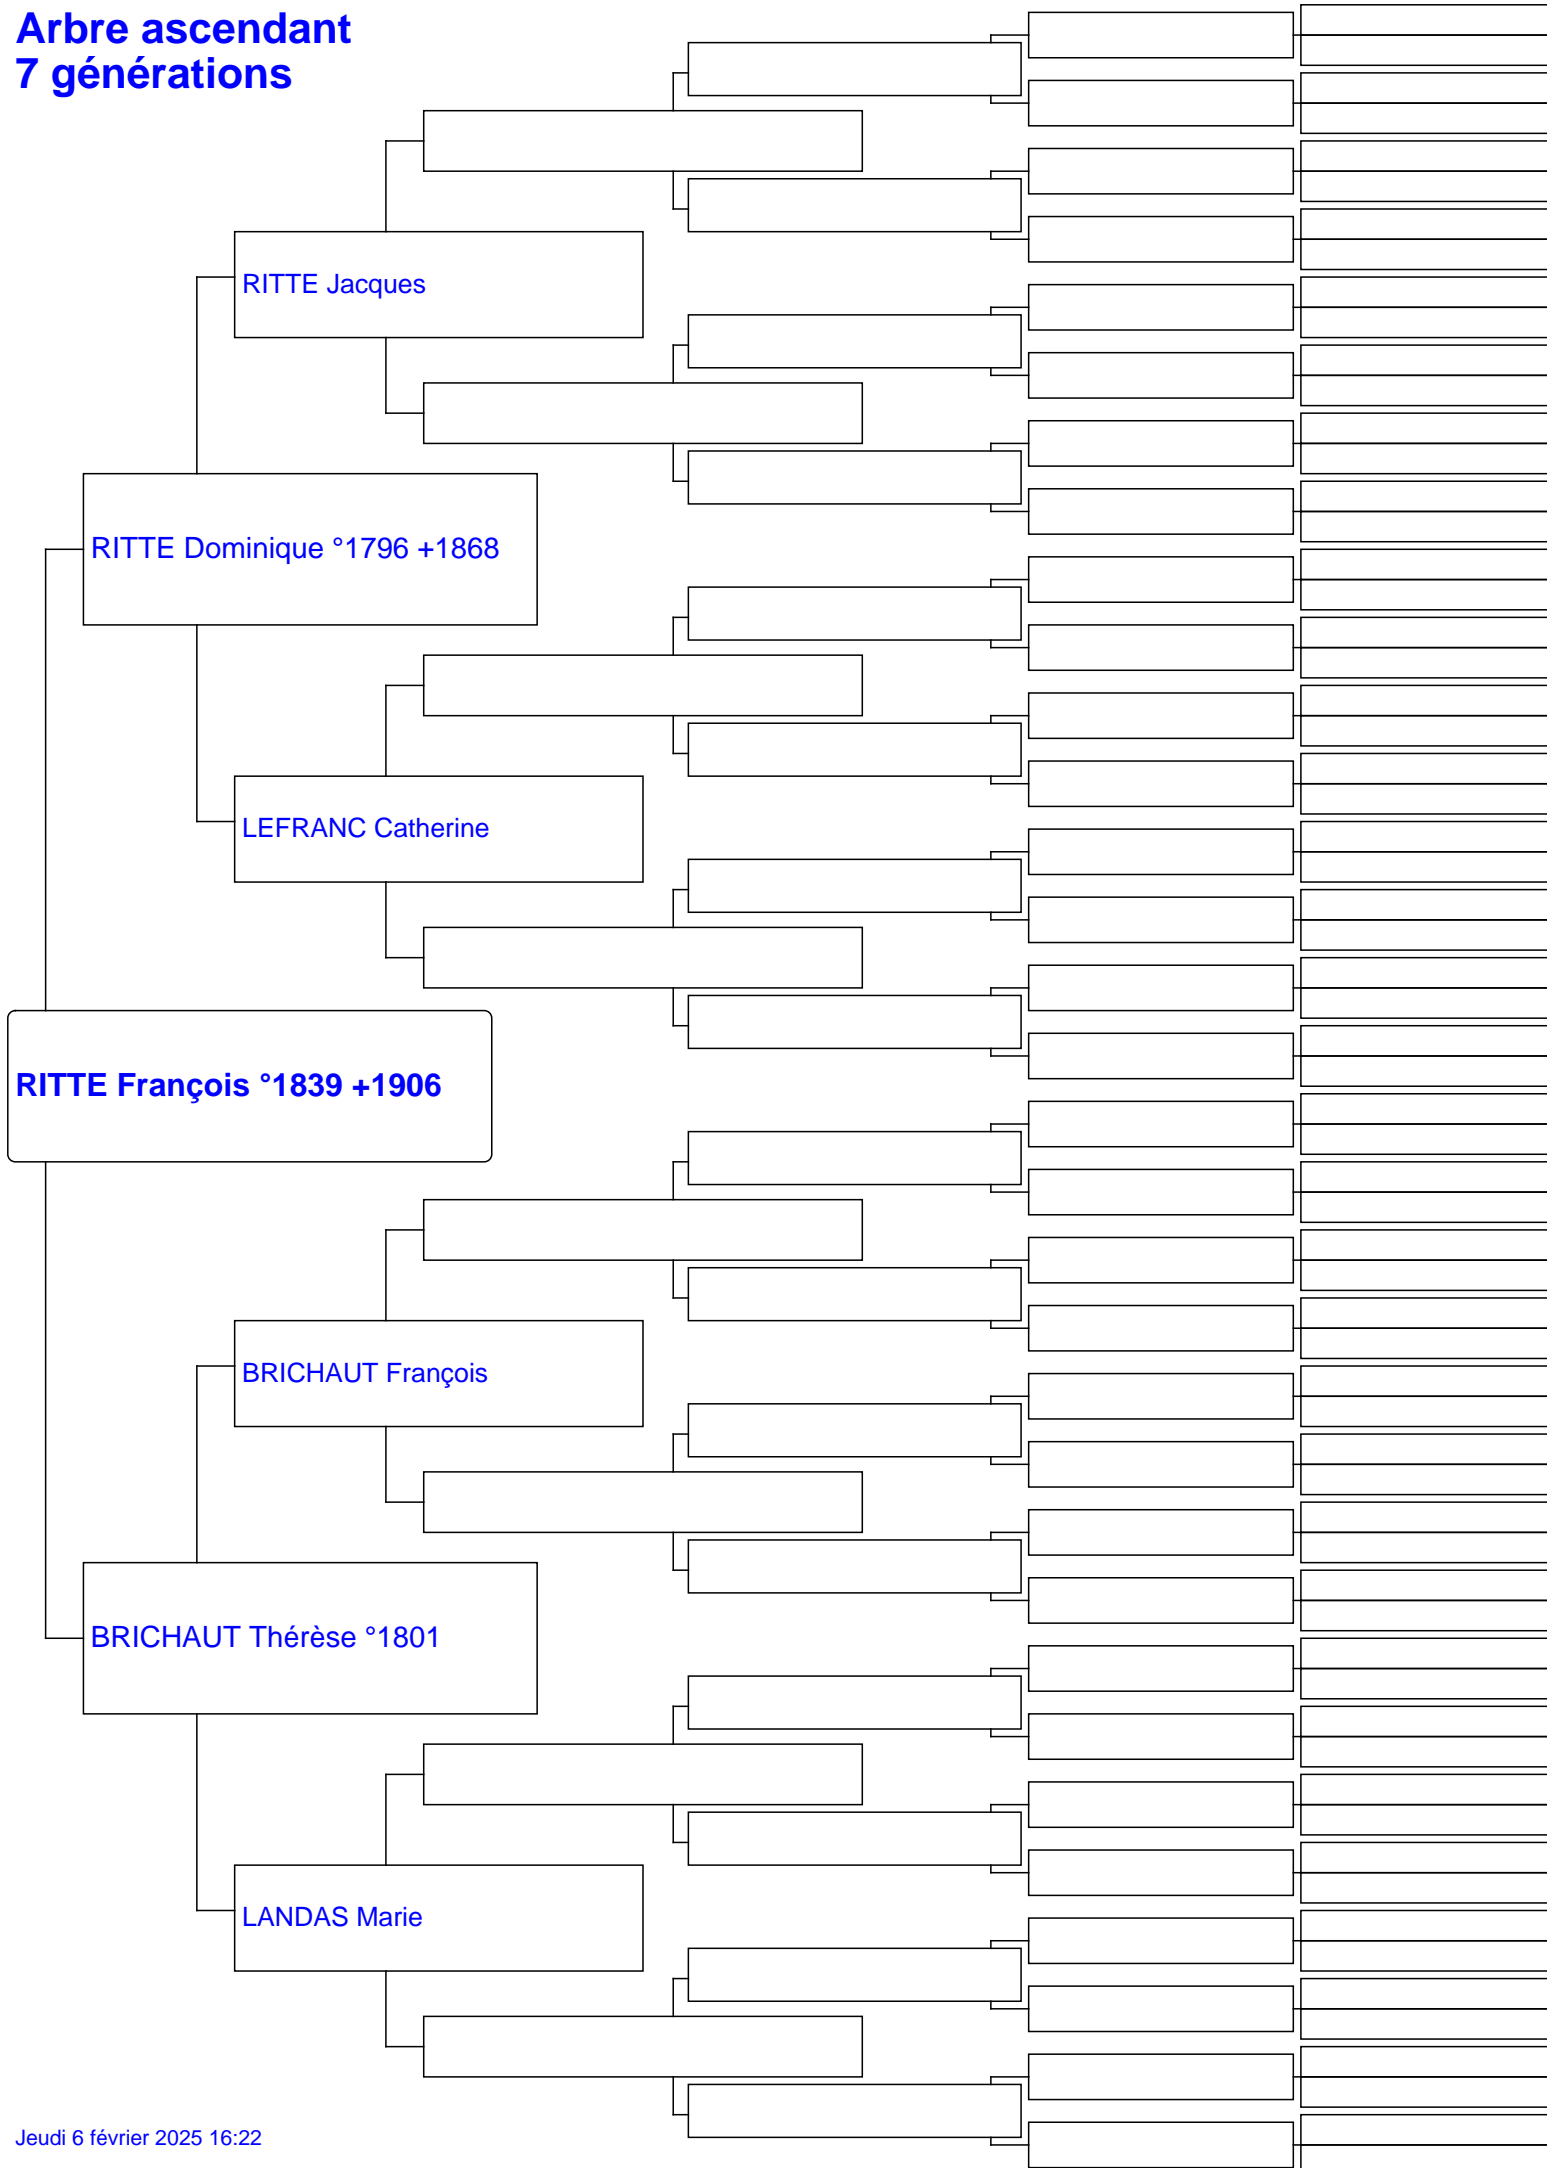 Arbre ascendant
7 générations
RITTE Jacques
RITTE Dominique °1796 +1868
LEFRANC Catherine
RITTE François °1839 +1906
BRICHAUT François
BRICHAUT Thérèse °1801
LANDAS Marie
Jeudi 6 février 2025 16:22